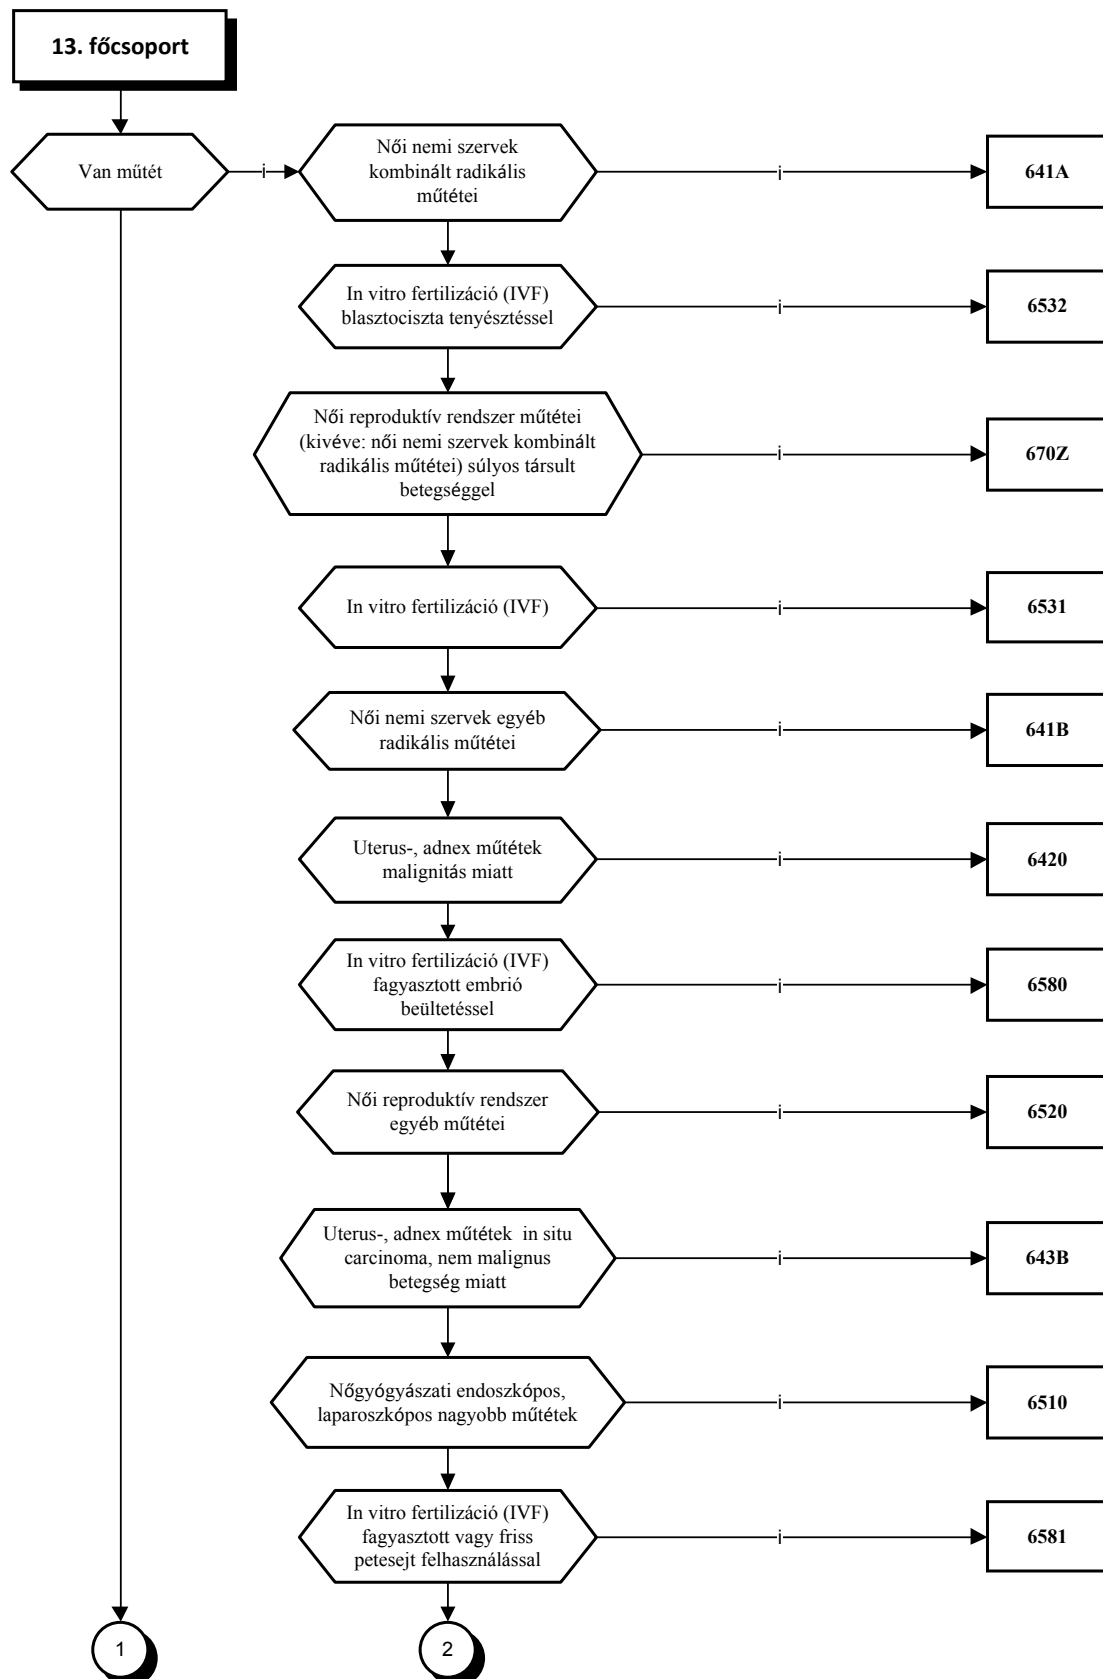 13. főcsoport
Van műtét
i
Női nemi szervek
kombinált radikális
műtétei
i
641A
In vitro fertilizáció (IVF)
blasztociszta tenyésztéssel
i
6532
Női reproduktív rendszer műtétei
(kivéve: női nemi szervek kombinált
radikális műtétei) súlyos társult
betegséggel
i
670Z
In vitro fertilizáció (IVF)
i
6531
Női nemi szervek egyéb
radikális műtétei
i
641B
Uterus-, adnex műtétek
malignitás miatt
i
6420
In vitro fertilizáció (IVF)
fagyasztott embrió
beültetéssel
i
6580
Női reproduktív rendszer
egyéb műtétei
i
6520
Uterus-, adnex műtétek in situ
carcinoma, nem malignus
betegség miatt
i
643B
Nőgyógyászati endoszkópos,
laparoszkópos nagyobb műtétek
i
6510
In vitro fertilizáció (IVF)
fagyasztott vagy friss
petesejt felhasználással
i
6581
1
2